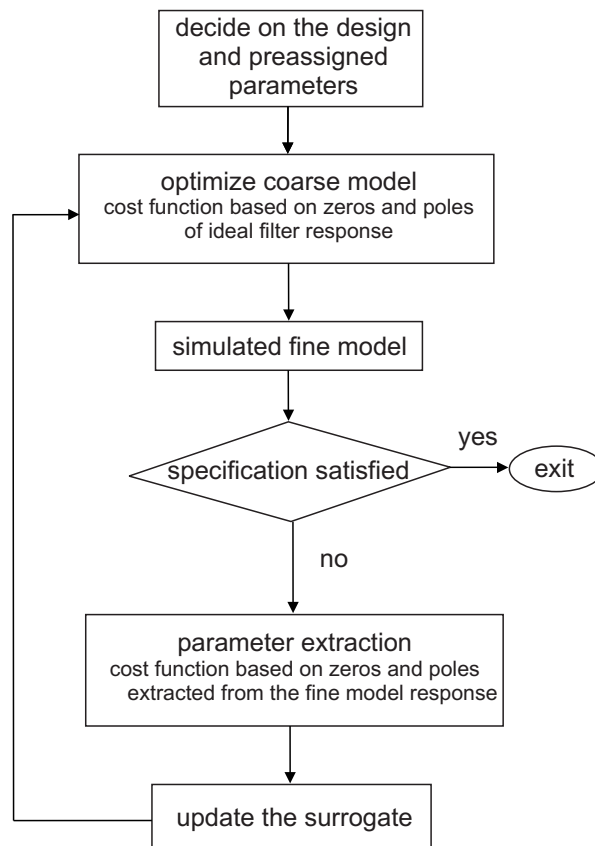 decide on the design
and preassigned
parameters
optimize coarse model
cost function based on zeros and poles
of ideal filter response
simulated fine model
specification satisfied
yes
exit
no
parameter extraction
cost function based on zeros and poles
extracted from the fine model response
update the surrogate